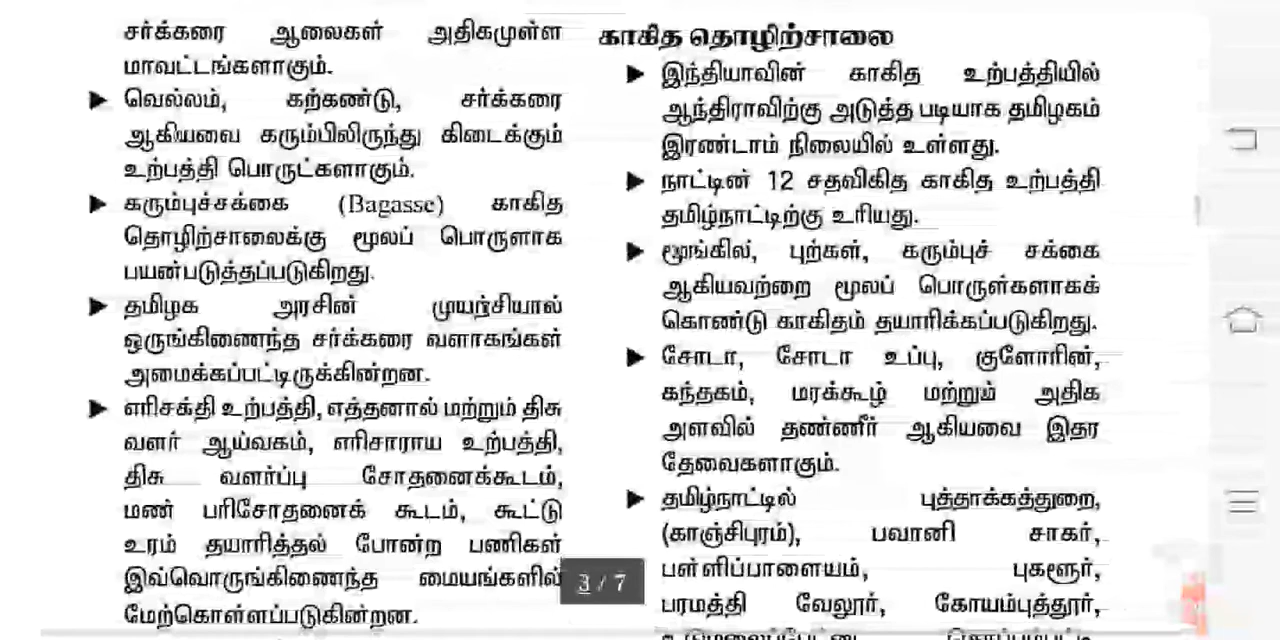 சர்க்கரை ஆலைகள் அதிகமுள்ள
மாவட்டங்களாகும்.
▶ வெல்லம், கற்கண்டு, சர்க்கரை
ஆகியவை கரும்பிலிருந்து கிடைக்கும்
உற்பத்தி பொருட்களாகும்.
▶ கரும்புச்சக்கை (Bagasse) காகித
தொழிற்சாலைக்கு மூலப் பொருளாக
பயன்படுத்தப்படுகிறது.
▶ தமிழக அரசின் முயற்சியால்
ஒருங்கிணைந்த சர்க்கரை வளாகங்கள்
அமைக்கப்பட்டிருக்கின்றன.
▶ எரிசக்தி உற்பத்தி, எத்தனால் மற்றும் திசு
வளர் ஆய்வகம், எரிசாராய உற்பத்தி,
திசு வளர்ப்பு சோதனைக்கூடம்,
மண் பரிசோதனைக் கூடம், கூட்டு
உரம் தயாரித்தல் போன்ற பணிகள்
இவ்வொருங்கிணைந்த மையங்களில்
மேற்கொள்ளப்படுகின்றன.
காகித தொழிற்சாலை
▶ இந்தியாவின் காகித உற்பத்தியில்
ஆந்திராவிற்கு அடுத்த படியாக தமிழகம்
இரண்டாம் நிலையில் உள்ளது.
▶ நாட்டின் 12 சதவிகித காகித உற்பத்தி
தமிழ்நாட்டிற்கு உரியது.
▶ மூங்கில், புற்கள், கரும்புச் சக்கை
ஆகியவற்றை மூலப் பொருள்களாகக்
கொண்டு காகிதம் தயாரிக்கப்படுகிறது.
▶ சோடா, சோடா உப்பு, குளோரின்,
கந்தகம், மரக்கூழ் மற்றும் அதிக
அளவில் தண்ணீர் ஆகியவை இதர
தேவைகளாகும்.
▶ தமிழ்நாட்டில் புத்தாக்கத்துறை,
(காஞ்சிபுரம்), பவானி சாகர்,
பள்ளிப்பாளையம், புகளூர்,
பரமத்தி வேலூர், கோயம்புத்தூர்,
3 / 7